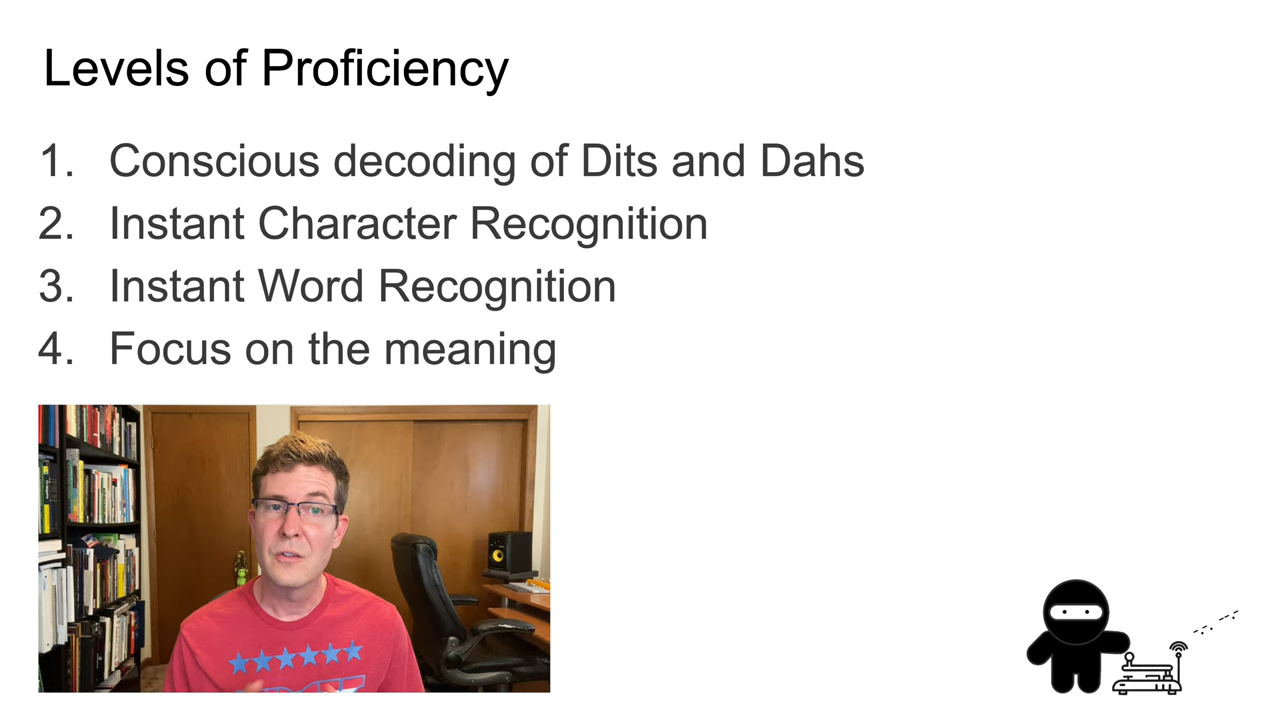 Levels of Proficiency
1. Conscious decoding of Dits and Dahs
2. Instant Character Recognition
3. Instant Word Recognition
4. Focus on the meaning